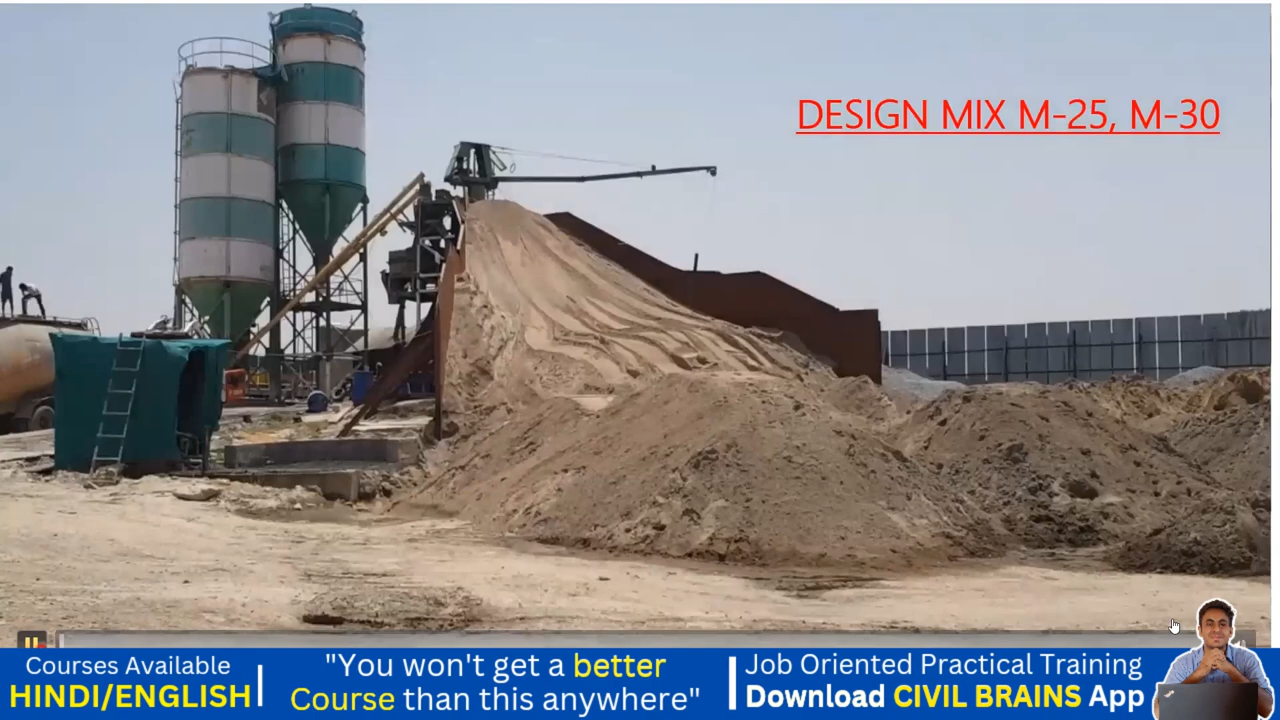 DESIGN MIX M-25, M-30
Courses Available
HINDI/ENGLISH
"You won't get a better
Course than this anywhere"
Job Oriented Practical Training
Download CIVIL BRAINS App